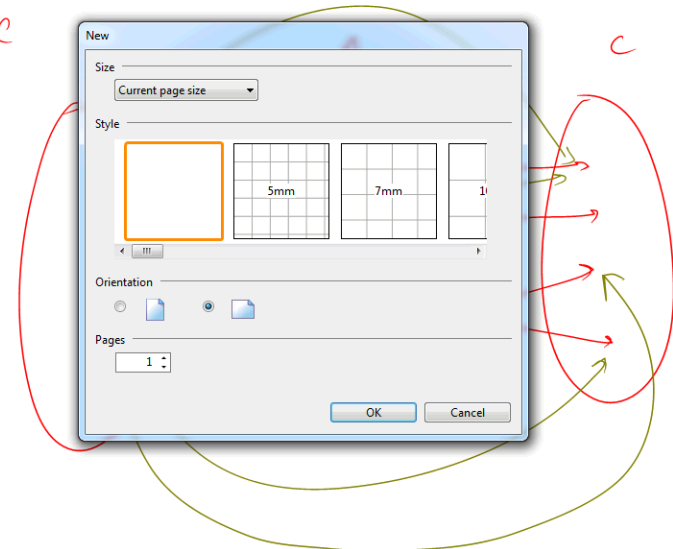 New
C
Size
Current page size
Style
5mm
7mm
Orientation
Pages
1
OK
Cancel